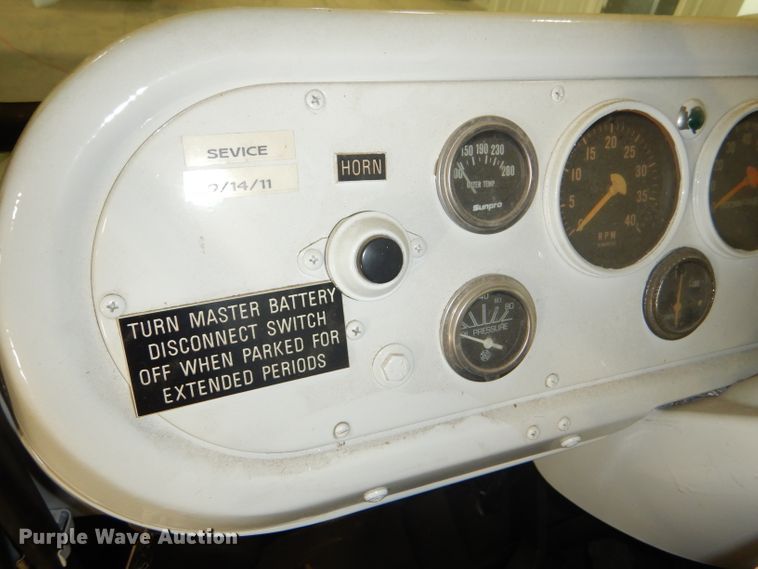 SEVICE
2/14/11
HORN
TURN MASTER BATTERY
DISCONNECT SWITCH
OFF WHEN PARKED FOR
EXTENDED PERIODS
150 190 230
280
WATER TEMP
Sunpro
40
80
OIL PRESSURE
0 5 10 15 20 25 30 35 40
RPM
Purple Wave Auction